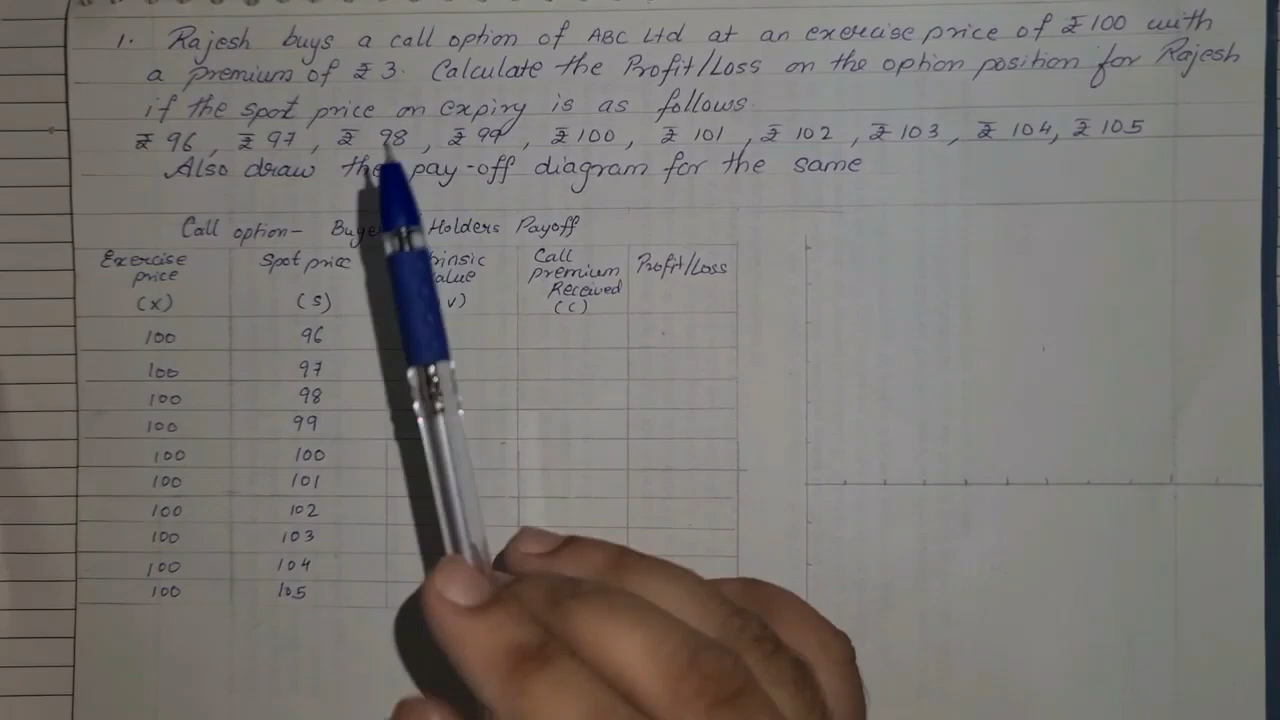 1. Rajesh buys a call option of ABC Ltd at an exercise price of ₹100 with
a premium of ₹3. Calculate the Profit/Loss on the option position for Rajesh
if the spot price on expiry is as follows.
₹96, ₹97, ₹98, ₹99, ₹100, ₹101, ₹102, ₹103, ₹104, ₹105
Also draw the pay-off diagram for the same
Call option- Holders Payoff
Exercise price (X) Spot price (S) (V) Call premium Received (C) Profit/Loss
100 96
100 97
100 98
100 99
100 100
100 101
100 102
100 103
100 104
100 105